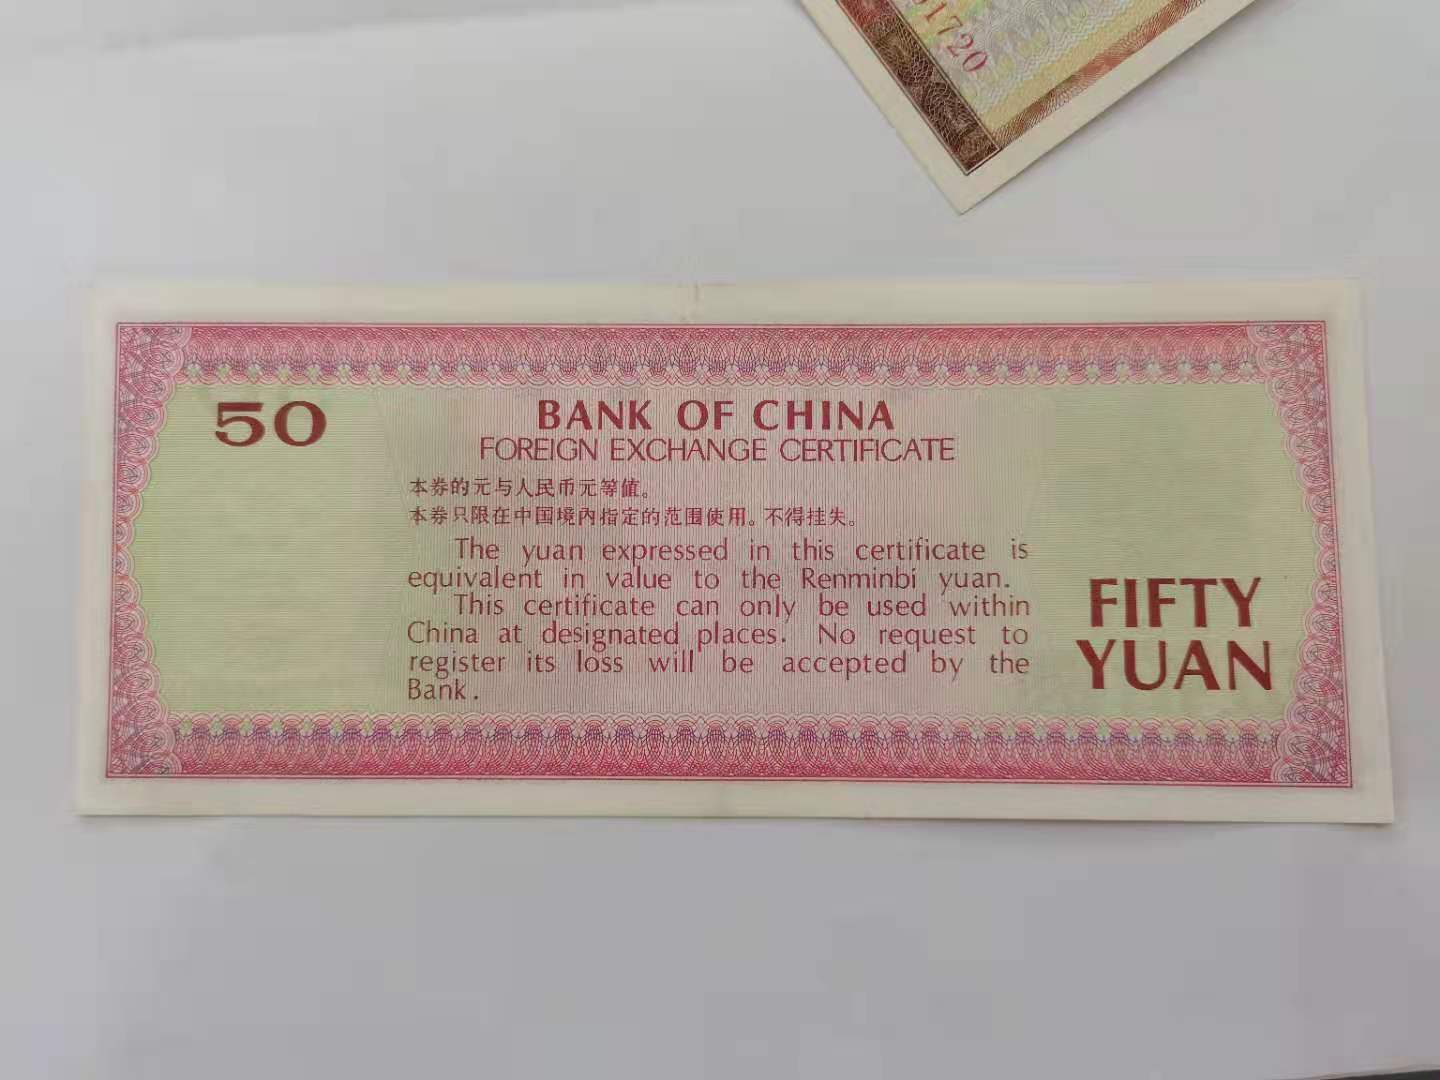 1720
50
BANK OF CHINA
FOREIGN EXCHANGE CERTIFICATE
本券的元与人民币元等值。
本券只限在中国境内指定的范围使用。不得挂失。
The yuan expressed in this certificate is
equivalent in value to the Renminbi yuan.
This certificate can only be used within
China at designated places. No request to
register its loss will be accepted by the
Bank.
FIFTY
YUAN